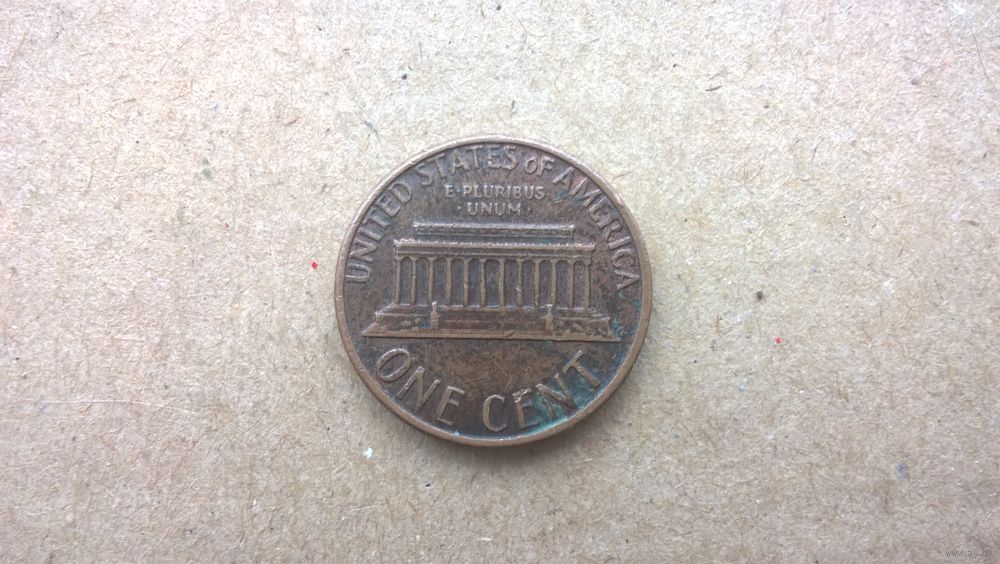 UNITED STATES OF AMERICA
E·PLURIBUS
·UNUM·
ONE CENT